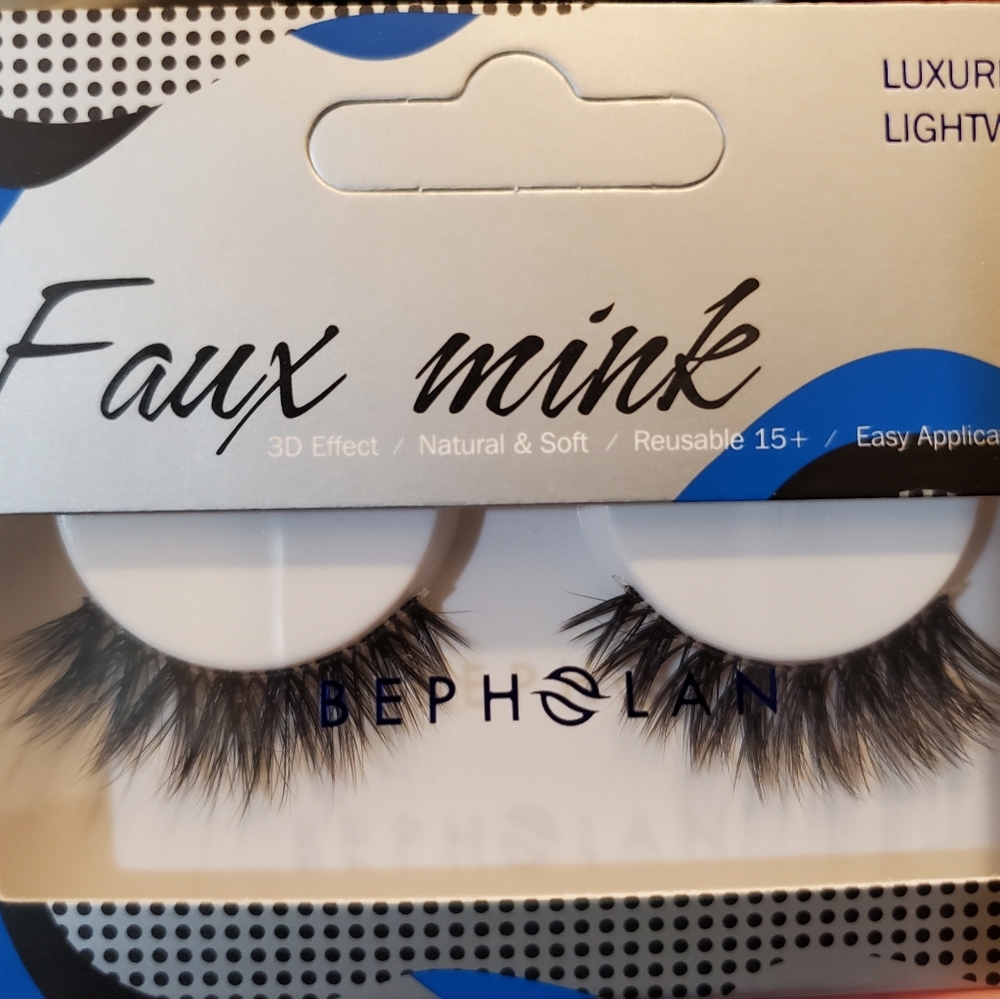 LUXURI
LIGHTW
Faux mink
3D Effect / Natural & Soft / Reusable 15+ / Easy Applica
BEPHOLAN